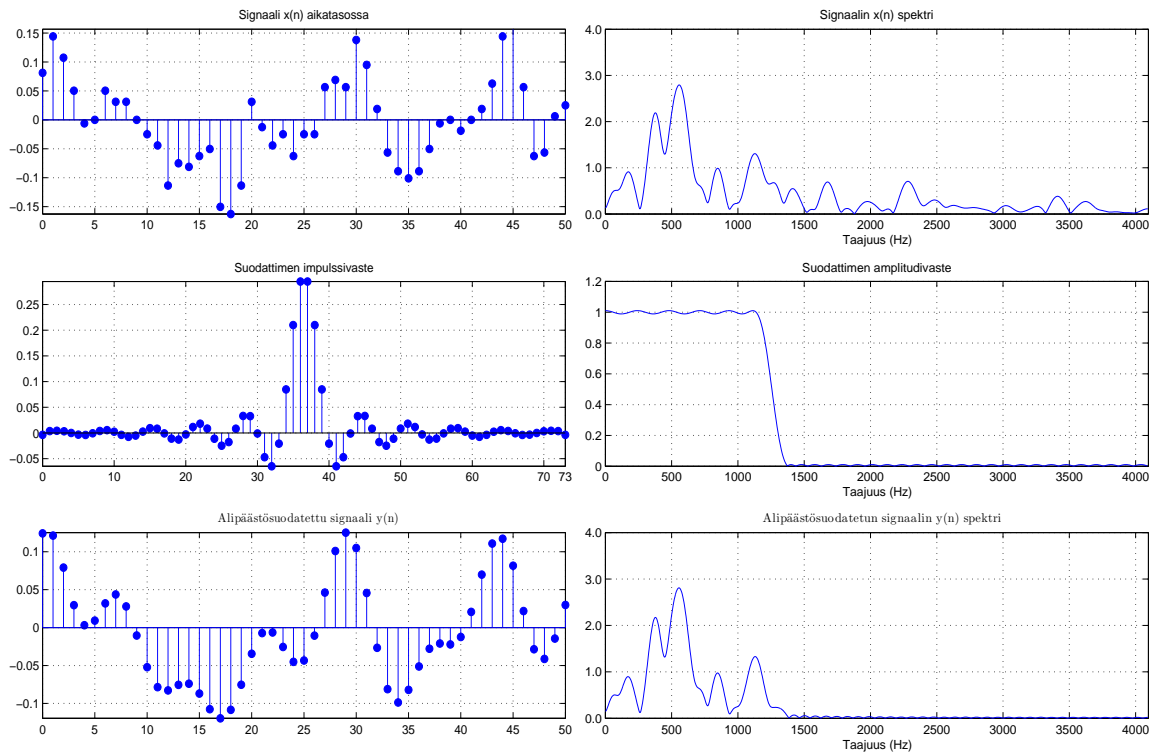 Signaali x(n) aikatasossa
0.15
0.1
0.05
0
−0.05
−0.1
−0.15
0 5 10 15 20 25 30 35 40 45 50
Signaalin x(n) spektri
4.0
3.0
2.0
1.0
0.0
0 500 1000 1500 2000 2500 3000 3500 4000
Taajuus (Hz)
Suodattimen impulssivaste
0.25
0.2
0.15
0.1
0.05
0
−0.05
0 10 20 30 40 50 60 70 73
Suodattimen amplitudivaste
1.2
1
0.8
0.6
0.4
0.2
0
0 500 1000 1500 2000 2500 3000 3500 4000
Taajuus (Hz)
Alipäästösuodatettu signaali y(n)
0.1
0.05
0
−0.05
−0.1
0 5 10 15 20 25 30 35 40 45 50
Alipäästösuodatetun signaalin y(n) spektri
4.0
3.0
2.0
1.0
0.0
0 500 1000 1500 2000 2500 3000 3500 4000
Taajuus (Hz)